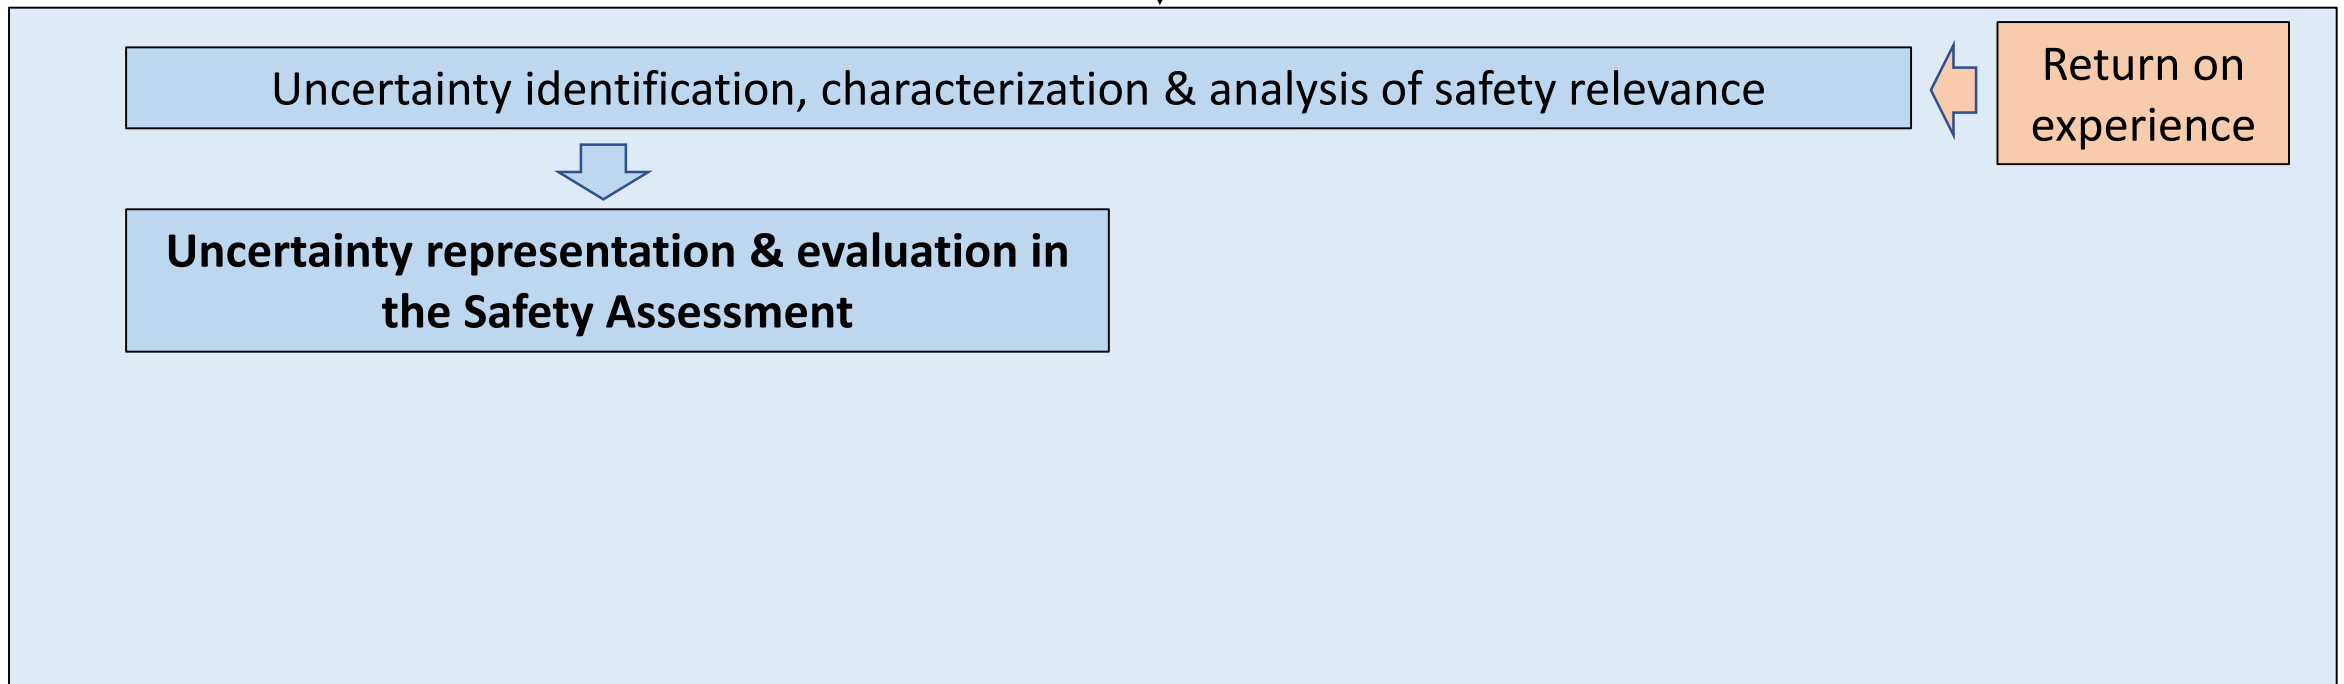 Uncertainty identification, characterization & analysis of safety relevance
Return on
experience
Uncertainty representation & evaluation in
the Safety Assessment